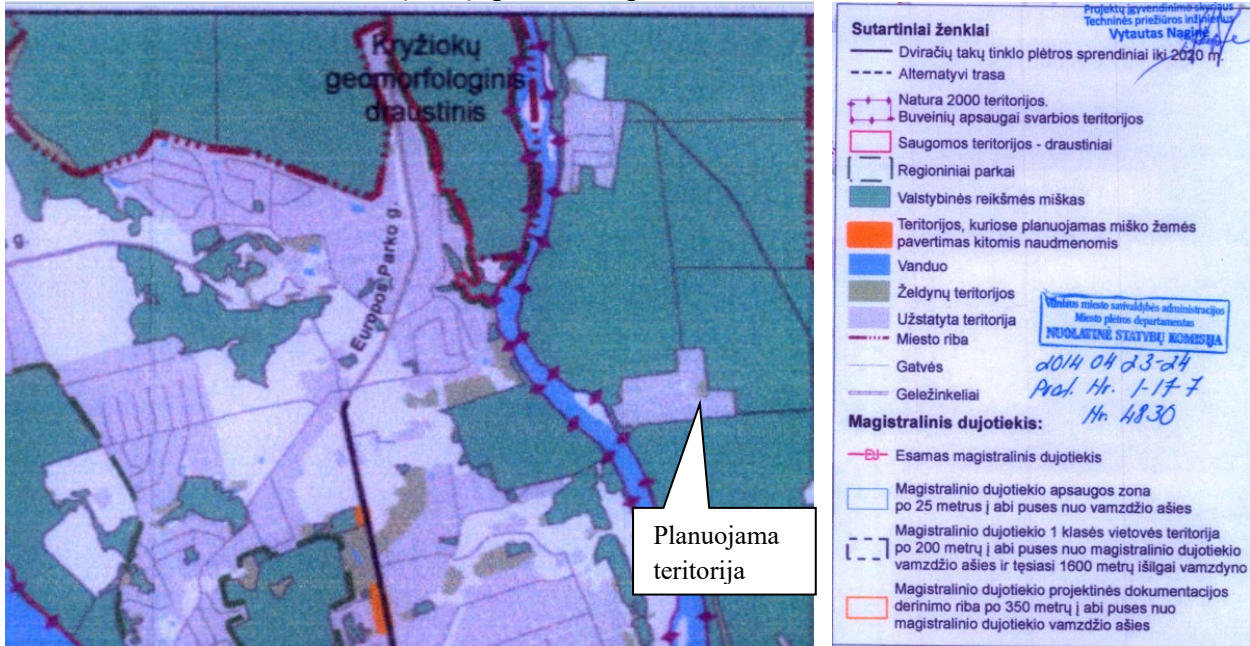 Kryžiokų
geomorfologinis
draustinis
g.
Europos Parko g.
Planuojama
teritorija
Projektų įgyvendinimo skyriaus
Techninės priežiūros inžinierius
Vytautas
Sutartiniai ženklai
Dviračių takų tinklo plėtros sprendiniai iki 2020 m.
Alternatyvi trasa
Natura 2000 teritorijos.
Buveinių apsaugai svarbios teritorijos
Saugomos teritorijos - draustiniai
Regioniniai parkai
Valstybinės reikšmės miškas
Teritorijos, kuriose planuojamas miško žemės
pavertimas kitomis naudmenomis
Vanduo
Želdynų teritorijos
Užstatyta teritorija
Miesto riba
Gatvės
Geležinkeliai
Vilniaus miesto savivaldybės administracijos
Miesto plėtros departamentas
NUOLATINĖ STATYBŲ KOMISIJA
2014 04 23-24
Prot. Nr. 1-17-7
Nr. 4830
Magistralinis dujotiekis:
Esamas magistralinis dujotiekis
Magistralinio dujotiekio apsaugos zona
po 25 metrus į abi puses nuo vamzdžio ašies
Magistralinio dujotiekio 1 klasės vietovės teritorija
po 200 metrų į abi puses nuo magistralinio dujotiekio
vamzdžio ašies ir tęsiasi 1600 metrų išilgai vamzdyno
Magistralinio dujotiekio projektinės dokumentacijos
derinimo riba po 350 metrų į abi puses nuo
magistralinio dujotiekio vamzdžio ašies